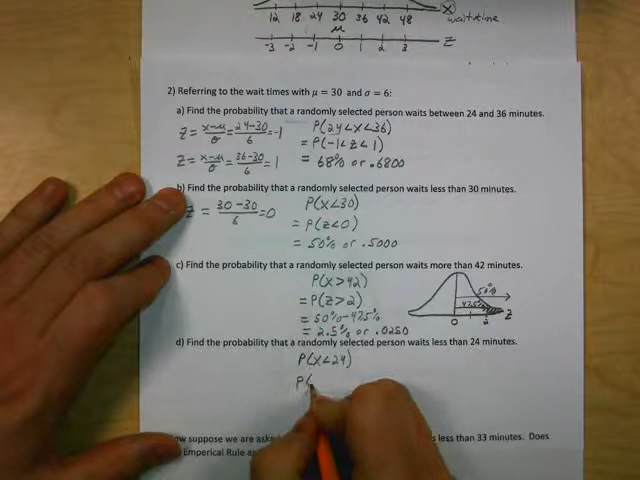 12 18 24 30 36 42 48 X
μ wait time
-3 -2 -1 0 1 2 3 Z
2) Referring to the wait times with μ = 30 and σ = 6:
a) Find the probability that a randomly selected person waits between 24 and 36 minutes.
z = x-μ/σ = 24-30/6 = -1 P(24<x<36)
= P(-1<z<1)
z = x-μ/σ = 36-30/6 = 1 = 68% or .6800
b) Find the probability that a randomly selected person waits less than 30 minutes.
z = 30-30/6 = 0 P(x<30)
= P(z<0)
= 50% or .5000
c) Find the probability that a randomly selected person waits more than 42 minutes.
P(x>42) 50%
= P(z>2) 47.5%
= 50%-47.5% 0 2 Z
= 2.5% or .0250
d) Find the probability that a randomly selected person waits less than 24 minutes.
P(x<24)
P(
ow suppose we are ask s less than 33 minutes. Does
Emperical Rule